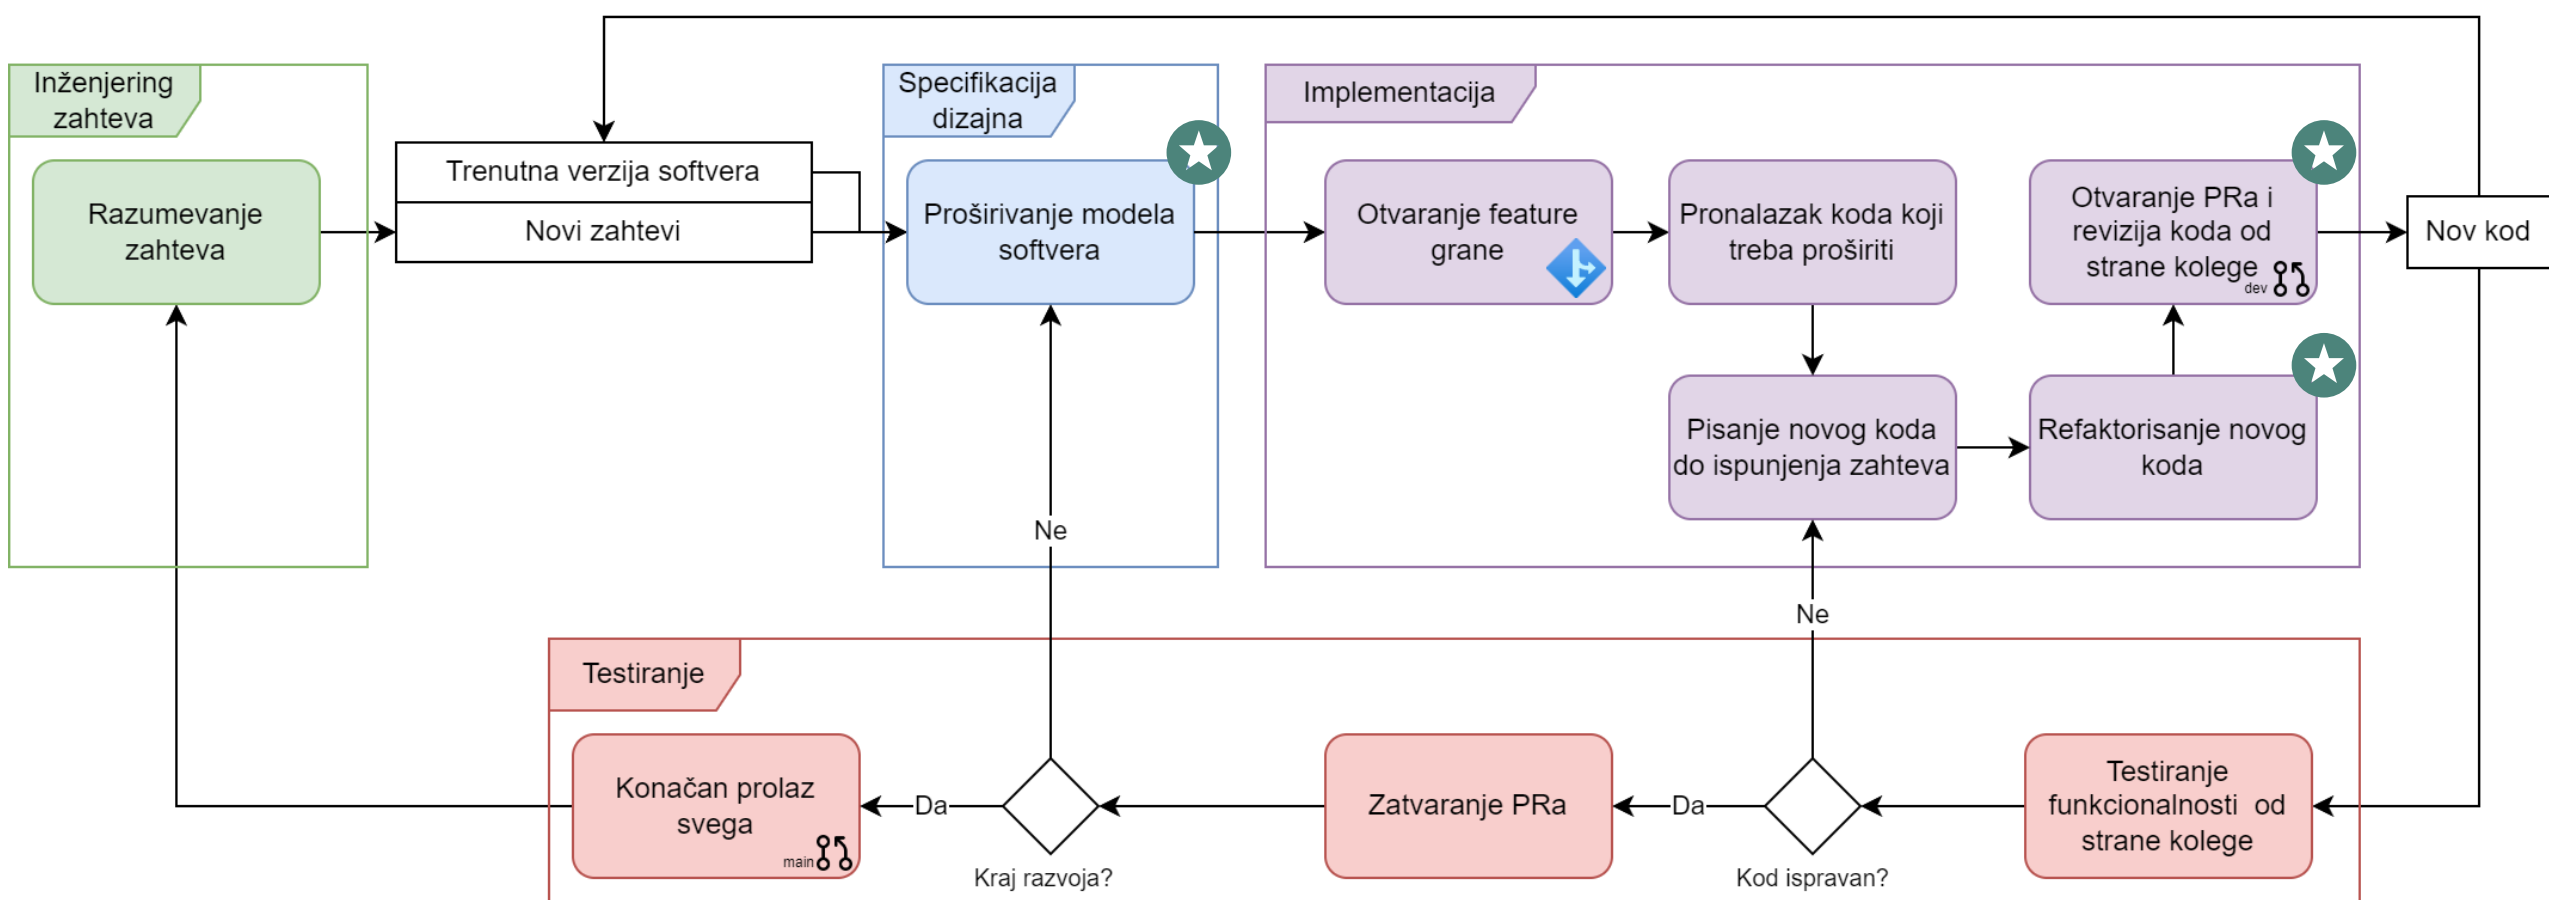 Inženjering
zahteva
Razumevanje
zahteva
Trenutna verzija softvera
Novi zahtevi
Specifikacija
dizajna
Proširivanje modela
softvera
Implementacija
Otvaranje feature
grane
Pronalazak koda koji
treba proširiti
Otvaranje PRa i
revizija koda od
strane kolege
dev
Nov kod
Pisanje novog koda
do ispunjenja zahteva
Refaktorisanje novog
koda
Ne
Ne
Testiranje
Konačan prolaz
svega
main
Da
Kraj razvoja?
Zatvaranje PRa
Da
Kod ispravan?
Testiranje
funkcionalnosti od
strane kolege